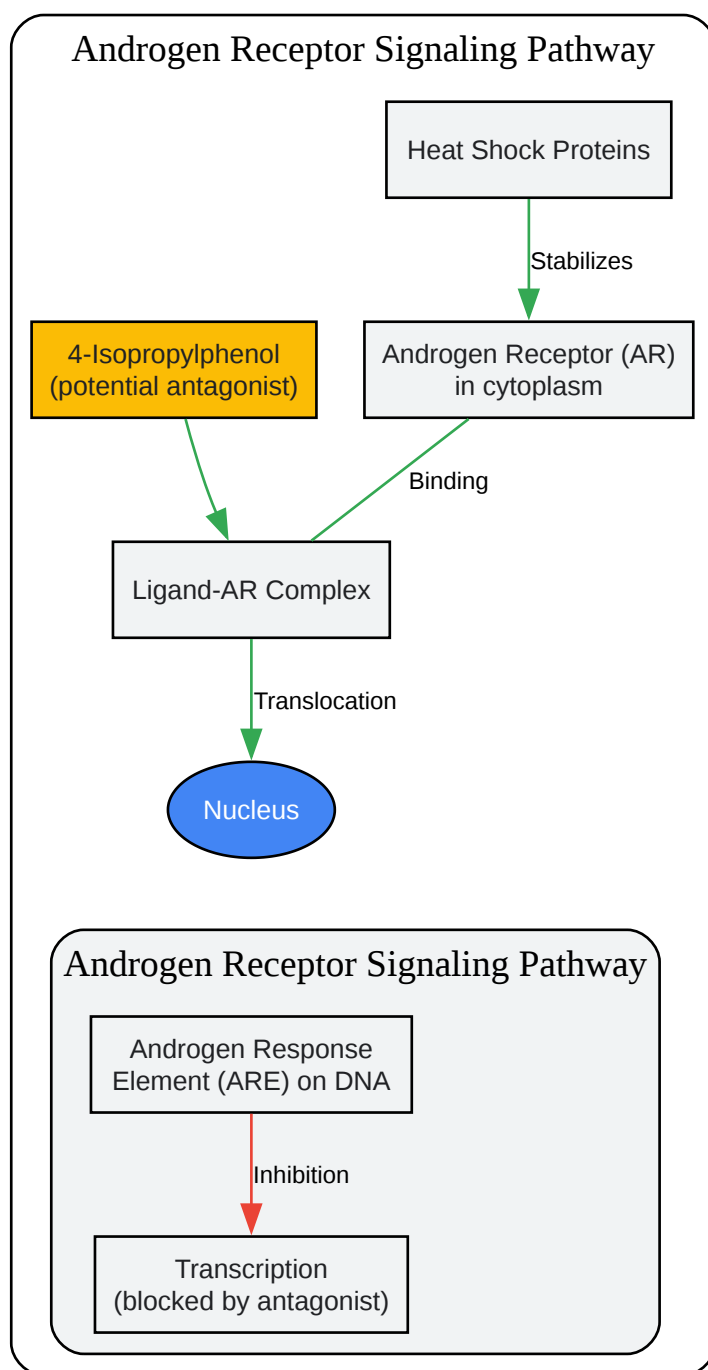 Androgen Receptor Signaling Pathway
Heat Shock Proteins
Stabilizes
4-Isopropylphenol
(potential antagonist)
Androgen Receptor (AR)
in cytoplasm
Binding
Ligand-AR Complex
Translocation
Nucleus
Androgen Receptor Signaling Pathway
Androgen Response
Element (ARE) on DNA
Inhibition
Transcription
(blocked by antagonist)